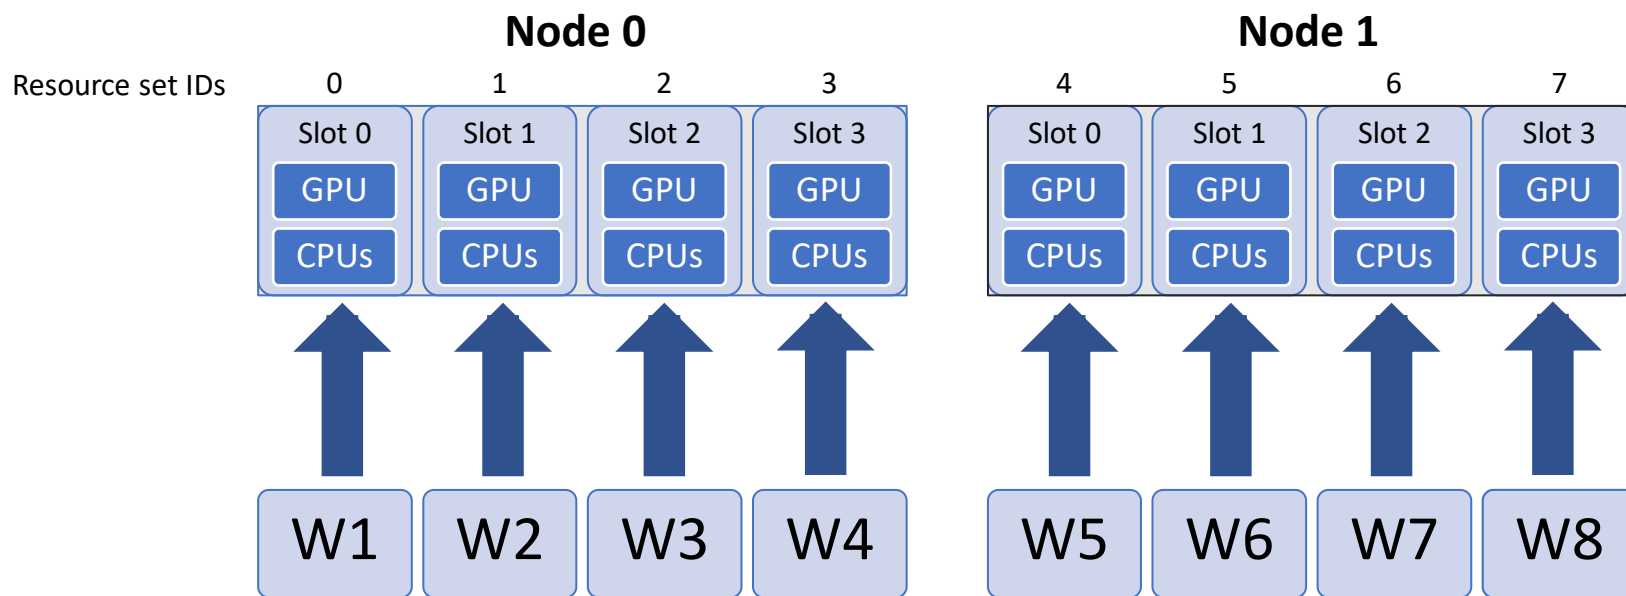 Node 0 Node 1
Resource set IDs 0 1 2 3 4 5 6 7
Slot 0 Slot 1 Slot 2 Slot 3 Slot 0 Slot 1 Slot 2 Slot 3
GPU GPU GPU GPU GPU GPU GPU GPU
CPUs CPUs CPUs CPUs CPUs CPUs CPUs CPUs
W1 W2 W3 W4 W5 W6 W7 W8